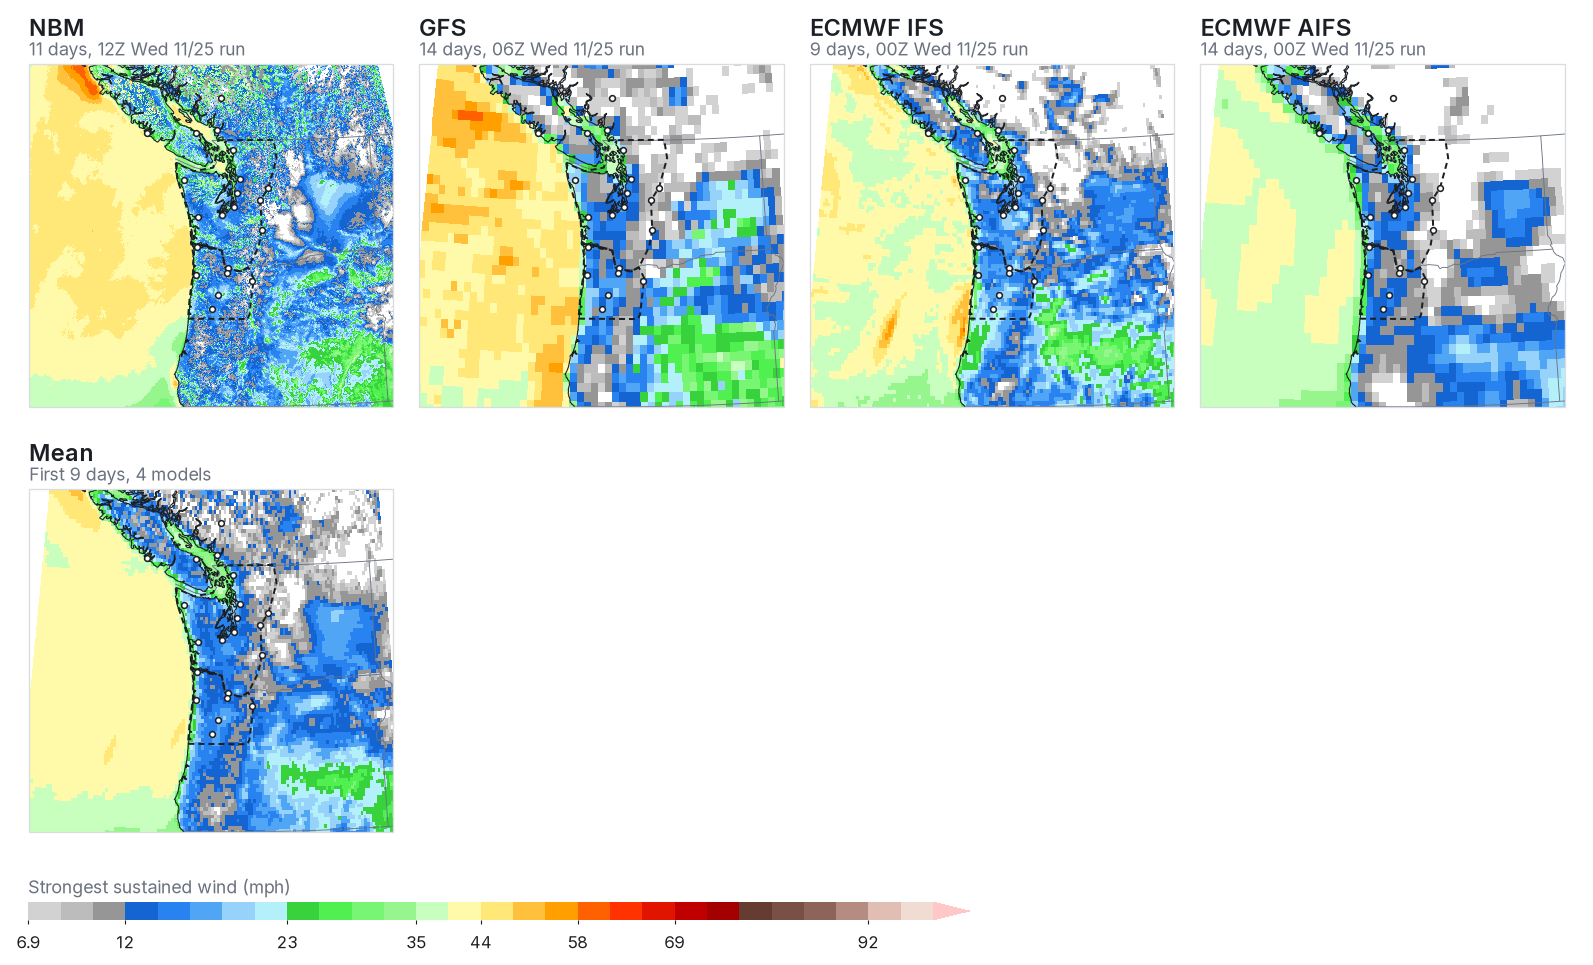 NBM
11 days, 12Z Wed 11/25 run
GFS
14 days, 06Z Wed 11/25 run
ECMWF IFS
9 days, 00Z Wed 11/25 run
ECMWF AIFS
14 days, 00Z Wed 11/25 run
Mean
First 9 days, 4 models
Strongest sustained wind (mph)
6.9 12 23 35 44 58 69 92